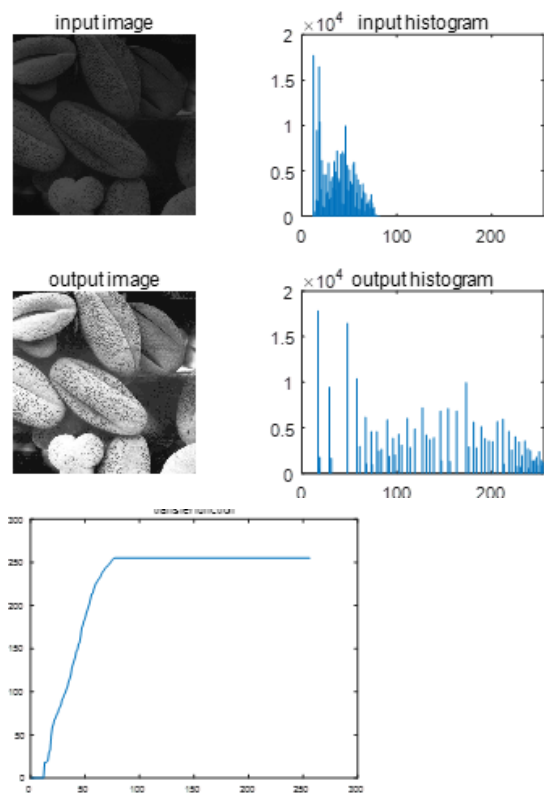 input image
input histogram
×10⁴
2
1.5
1
0.5
0
0 100 200
output image
output histogram
×10⁴
2
1.5
1
0.5
0
0 100 200
transfer function
300
250
200
150
100
50
0
0 50 100 150 200 250 300